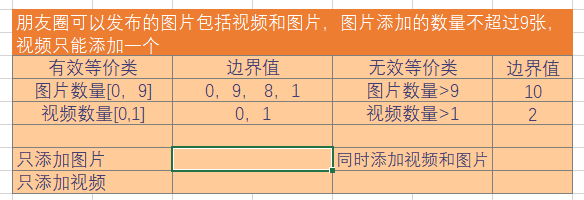 朋友圈可以发布的图片包括视频和图片，图片添加的数量不超过9张，
视频只能添加一个
有效等价类 边界值 无效等价类 边界值
图片数量[0，9] 0，9，8，1 图片数量>9 10
视频数量[0,1] 0，1 视频数量>1 2
只添加图片 同时添加视频和图片
只添加视频